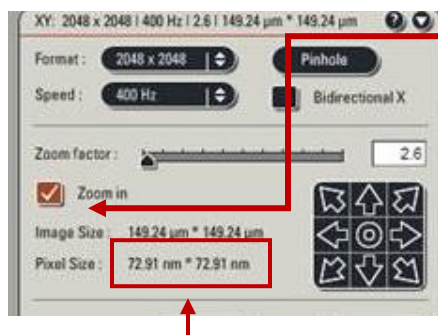 XY: 2048 x 2048 | 400 Hz | 2.6 | 149.24 µm * 149.24 µm
Format : 2048 x 2048 Pinhole
Speed : 400 Hz Bidirectional X
Zoom factor : 2.6
Zoom in
Image Size : 149.24 µm * 149.24 µm
Pixel Size : 72.91 nm * 72.91 nm